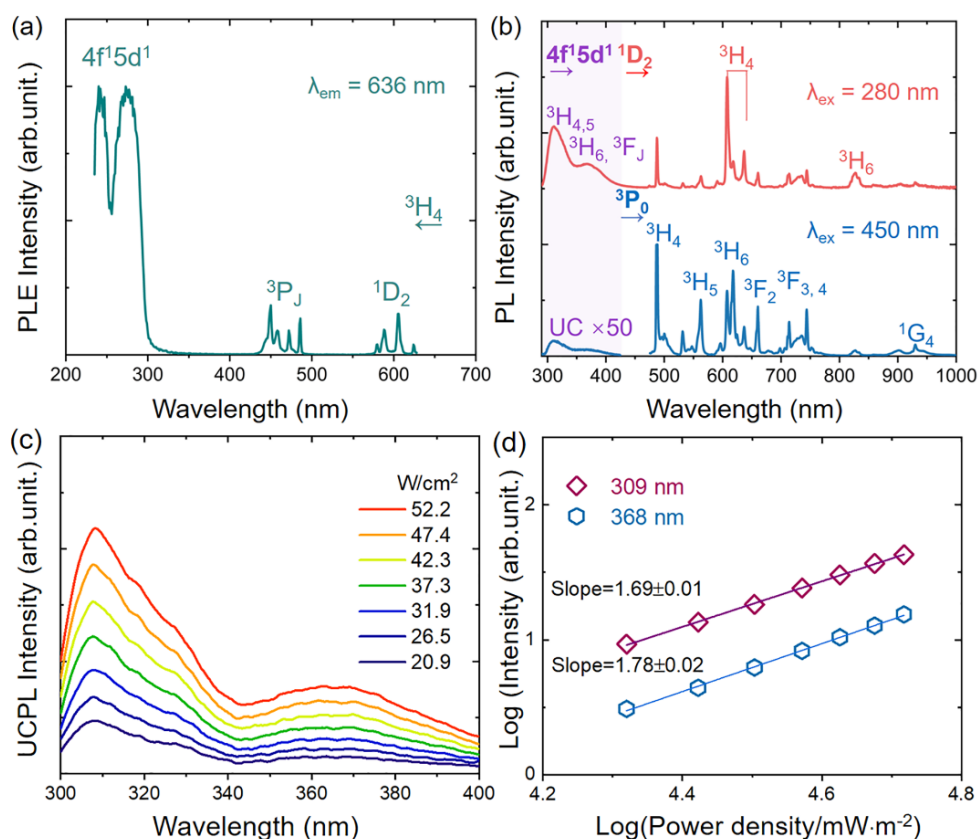 (a)
4f¹5d¹
λem = 636 nm
³H₄
←
³PJ
¹D₂
PLE Intensity (arb.unit.)
200 300 400 500 600 700
Wavelength (nm)
(b)
4f¹5d¹ ¹D₂
→ →
³H₄
λex = 280 nm
³H₄,₅
³H₆, ³FJ
³H₆
³P₀
→
λex = 450 nm
³H₄
³H₆
³H₅
³F₂
³F₃, ₄
UC ×50
¹G₄
PL Intensity (arb.unit.)
300 400 500 600 700 800 900 1000
Wavelength (nm)
(c)
W/cm²
52.2
47.4
42.3
37.3
31.9
26.5
20.9
UCPL Intensity (arb.unit.)
300 320 340 360 380 400
Wavelength (nm)
(d)
309 nm
368 nm
Slope=1.69±0.01
Slope=1.78±0.02
Log (Intensity (arb.unit.)
2
1
0
4.2 4.4 4.6 4.8
Log(Power density/mW·m⁻²)